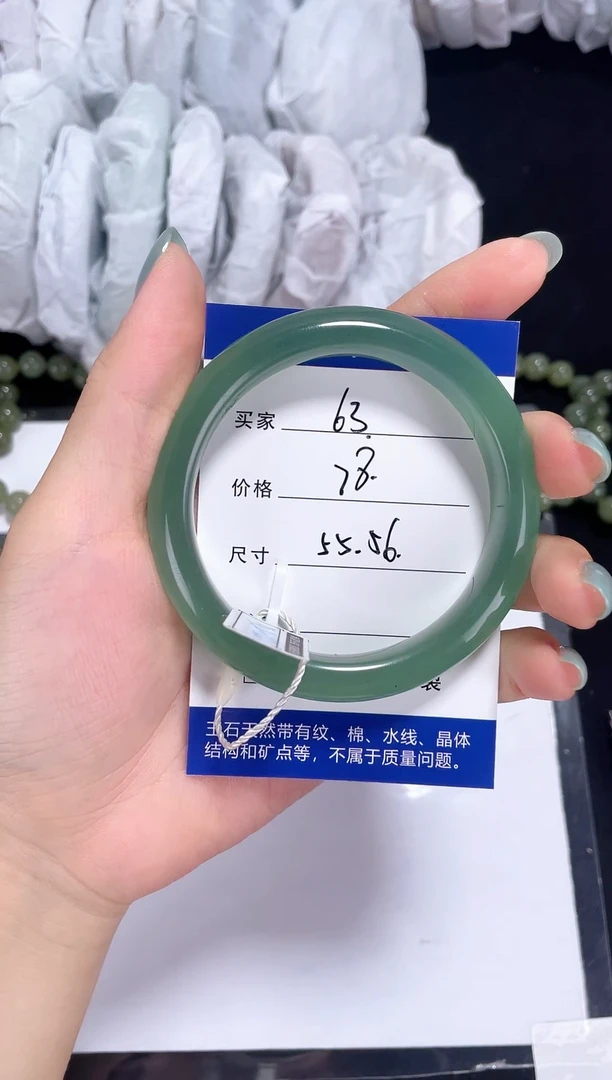 买家 63.
价格 78.
尺寸 55.56.
装
玉石天然带有纹、棉、水线、晶体
结构和矿点等，不属于质量问题。